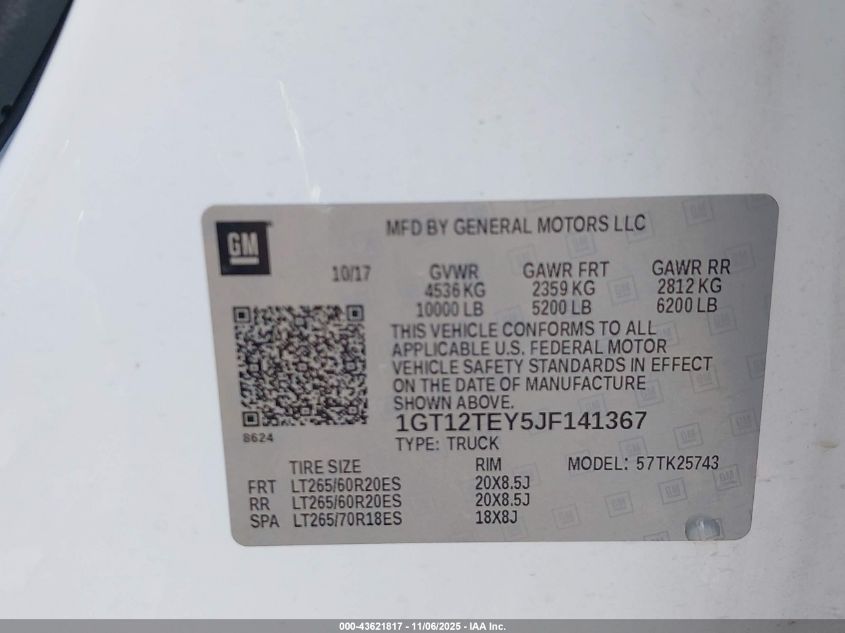 GM
MFD BY GENERAL MOTORS LLC
10/17 GVWR GAWR FRT GAWR RR
4536 KG 2359 KG 2812 KG
10000 LB 5200 LB 6200 LB
THIS VEHICLE CONFORMS TO ALL
APPLICABLE U.S. FEDERAL MOTOR
VEHICLE SAFETY STANDARDS IN EFFECT
ON THE DATE OF MANUFACTURE
SHOWN ABOVE.
8624
1GT12TEY5JF141367
TYPE: TRUCK
TIRE SIZE RIM MODEL: 57TK25743
FRT LT265/60R20ES 20X8.5J
RR LT265/60R20ES 20X8.5J
SPA LT265/70R18ES 18X8J
000-43621817 - 11/06/2025 - IAA Inc.